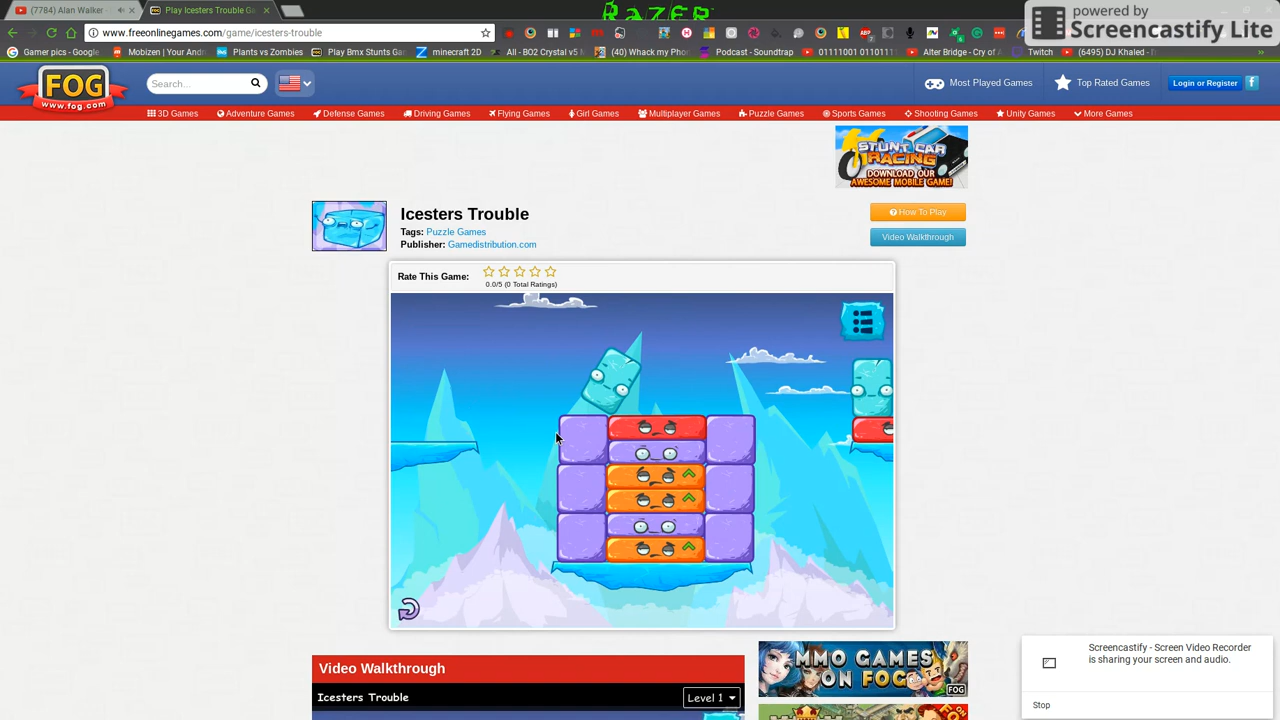 (7784) Alan Walker -
Play Icesters Trouble Ga
RAZER
powered by
Screencastify Lite
www.freeonlinegames.com/game/icesters-trouble
Gamer pics - Google
Mobizen | Your And
Plants vs Zombies
Play Bmx Stunts Ga
minecraft 2D
All - BO2 Crystal v5
(40) Whack my Ph
Podcast - Soundtrap
01111001 0110111
Alter Bridge - Cry of
Twitch
(6495) DJ Khaled -
FOG
www.fog.com
Search...
Most Played Games
Top Rated Games
Login or Register
f
3D Games
Adventure Games
Defense Games
Driving Games
Flying Games
Girl Games
Multiplayer Games
Puzzle Games
Sports Games
Shooting Games
Unity Games
More Games
STUNT CAR
RACING
DOWNLOAD OUR
AWESOME MOBILE GAME!
Icesters Trouble
Tags: Puzzle Games
Publisher: Gamedistribution.com
How To Play
Video Walkthrough
Rate This Game:
0.0/5 (0 Total Ratings)
Video Walkthrough
Icesters Trouble
Level 1
MMO GAMES
ON FOG
FOG
Screencastify - Screen Video Recorder
is sharing your screen and audio.
Stop